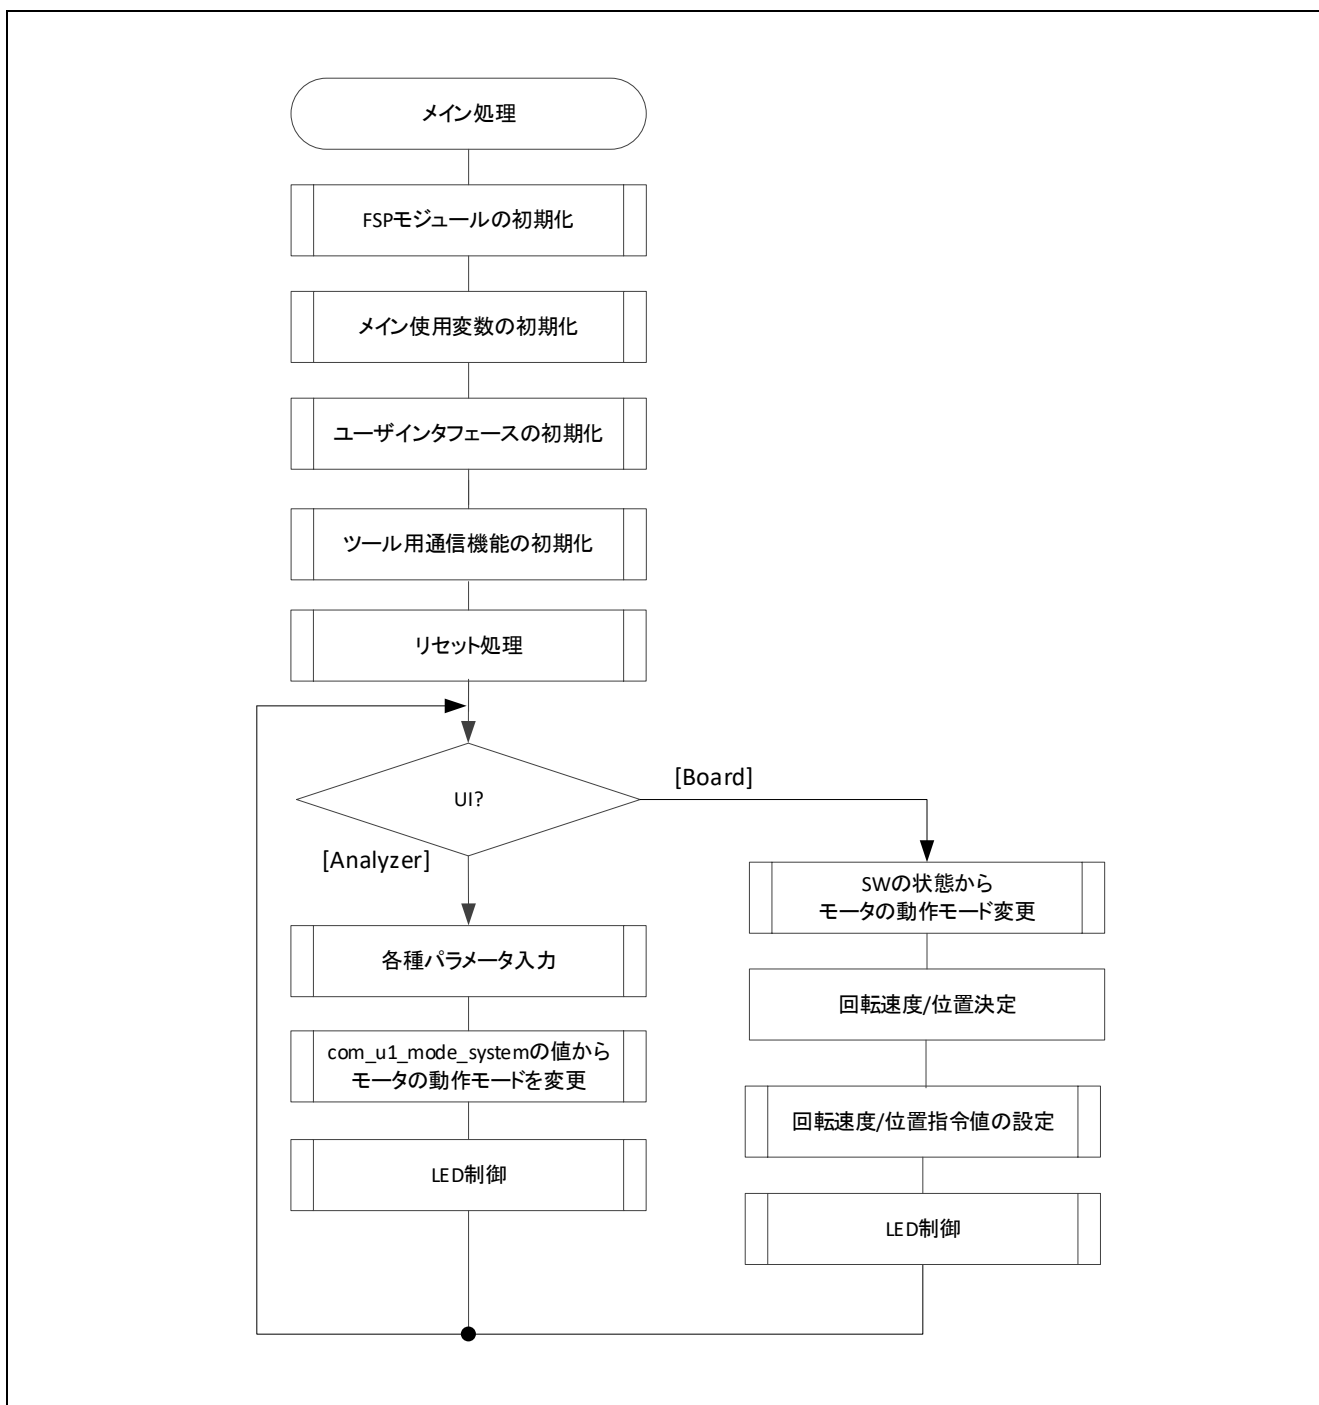 メイン処理
FSPモジュールの初期化
メイン使用変数の初期化
ユーザインタフェースの初期化
ツール用通信機能の初期化
リセット処理
UI?
[Board]
[Analyzer]
各種パラメータ入力
com_u1_mode_systemの値から
モータの動作モードを変更
LED制御
SWの状態から
モータの動作モード変更
回転速度/位置決定
回転速度/位置指令値の設定
LED制御